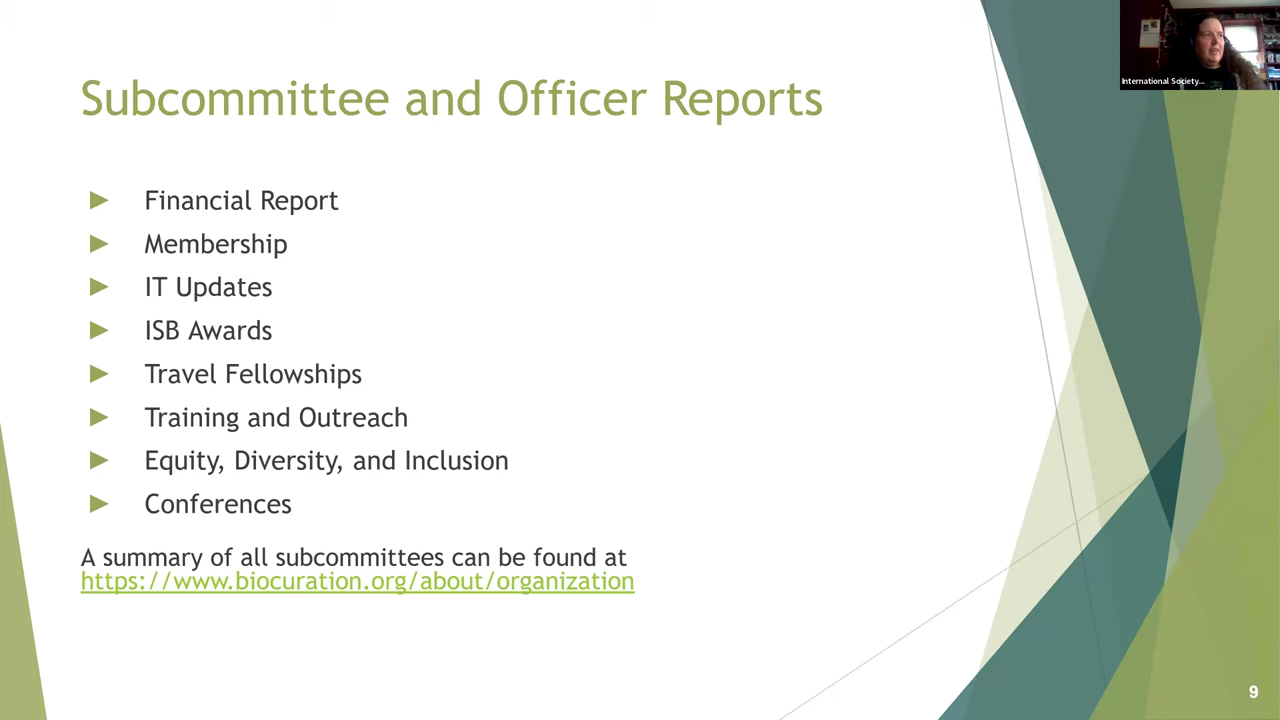 International Society...
Subcommittee and Officer Reports
Financial Report
Membership
IT Updates
ISB Awards
Travel Fellowships
Training and Outreach
Equity, Diversity, and Inclusion
Conferences
A summary of all subcommittees can be found at
https://www.biocuration.org/about/organization
9